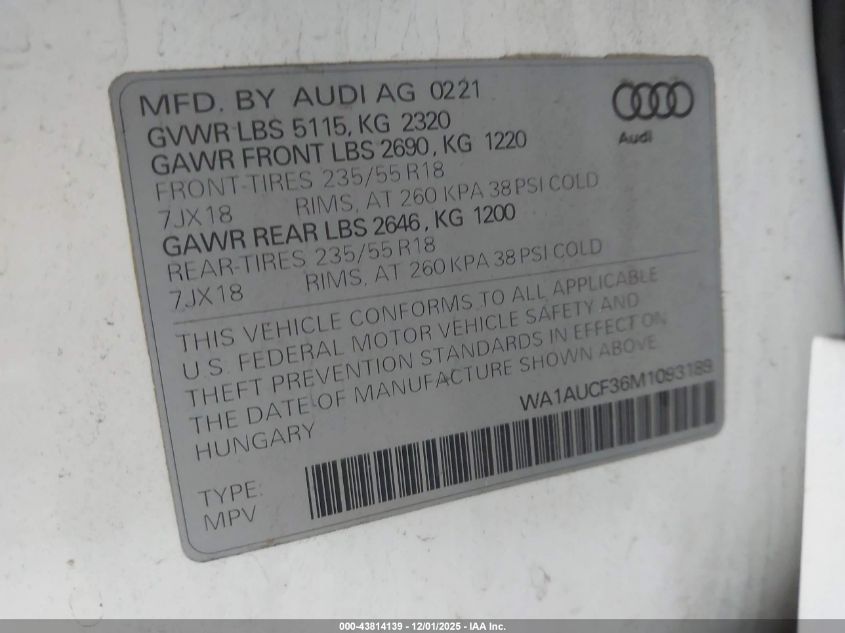 MFD. BY AUDI AG 02 21
GVWR LBS 5115, KG 2320
GAWR FRONT LBS 2690, KG 1220
FRONT-TIRES 235/55 R18
7JX18 RIMS, AT 260 KPA 38 PSI COLD
GAWR REAR LBS 2646, KG 1200
REAR-TIRES 235/55 R18
7JX18 RIMS, AT 260 KPA 38 PSI COLD
Audi
THIS VEHICLE CONFORMS TO ALL APPLICABLE
U.S. FEDERAL MOTOR VEHICLE SAFETY AND
THEFT PREVENTION STANDARDS IN EFFECT ON
THE DATE OF MANUFACTURE SHOWN ABOVE
HUNGARY
WA1AUCF36M1093189
TYPE:
MPV
000-43814139 - 12/01/2025 - IAA Inc.